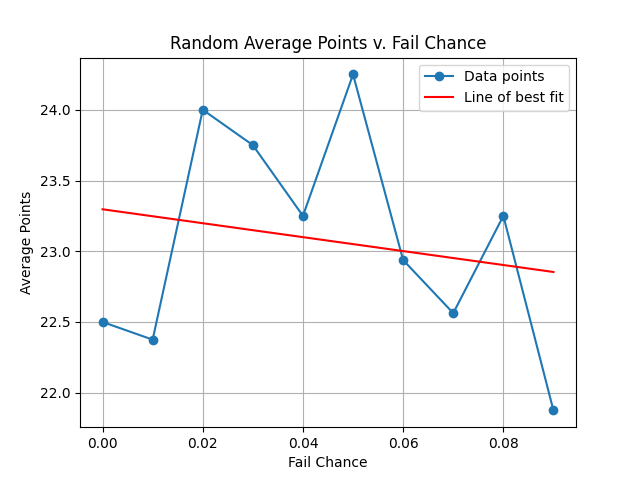 Random Average Points v. Fail Chance
Data points
Line of best fit
24.0
23.5
23.0
22.5
22.0
Average Points
0.00 0.02 0.04 0.06 0.08
Fail Chance